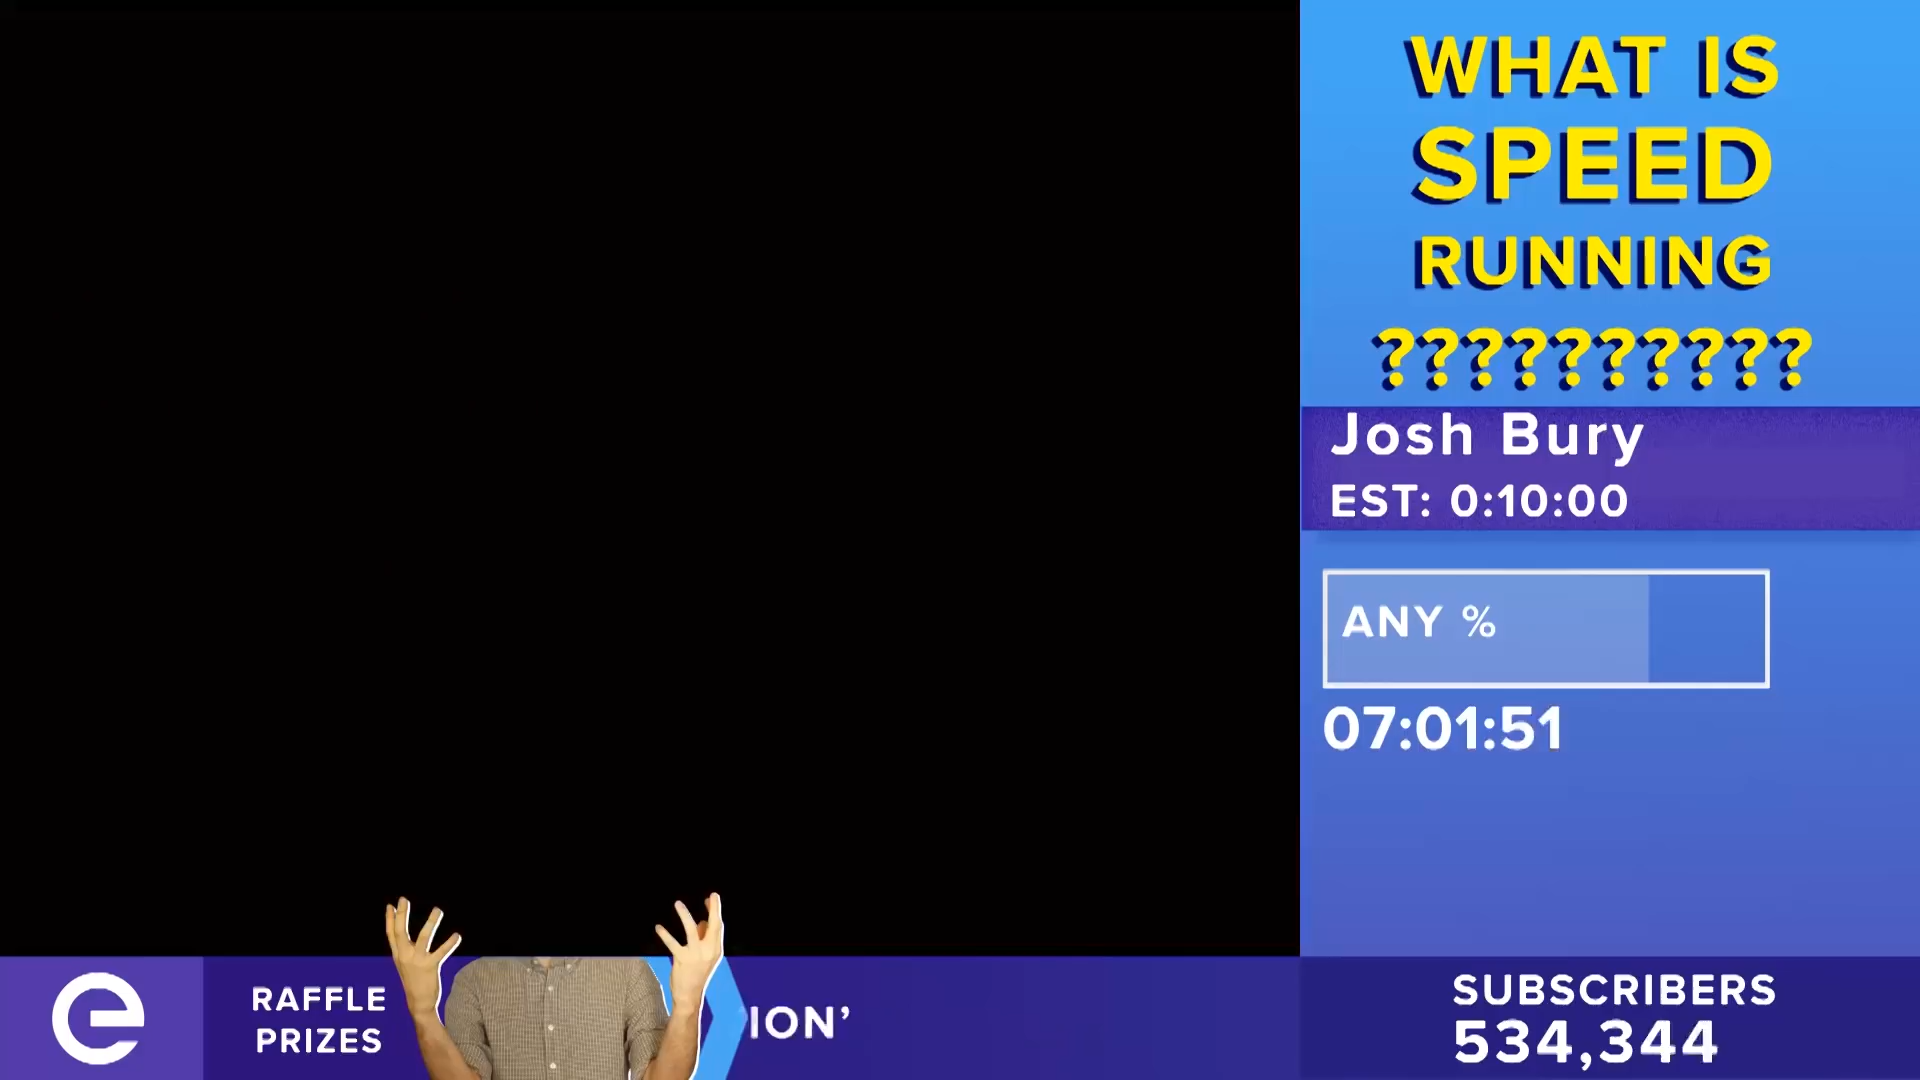 WHAT IS
SPEED
RUNNING
??????????
Josh Bury
EST: 0:10:00
ANY %
07:01:51
e
RAFFLE
PRIZES
ION’
SUBSCRIBERS
534,344